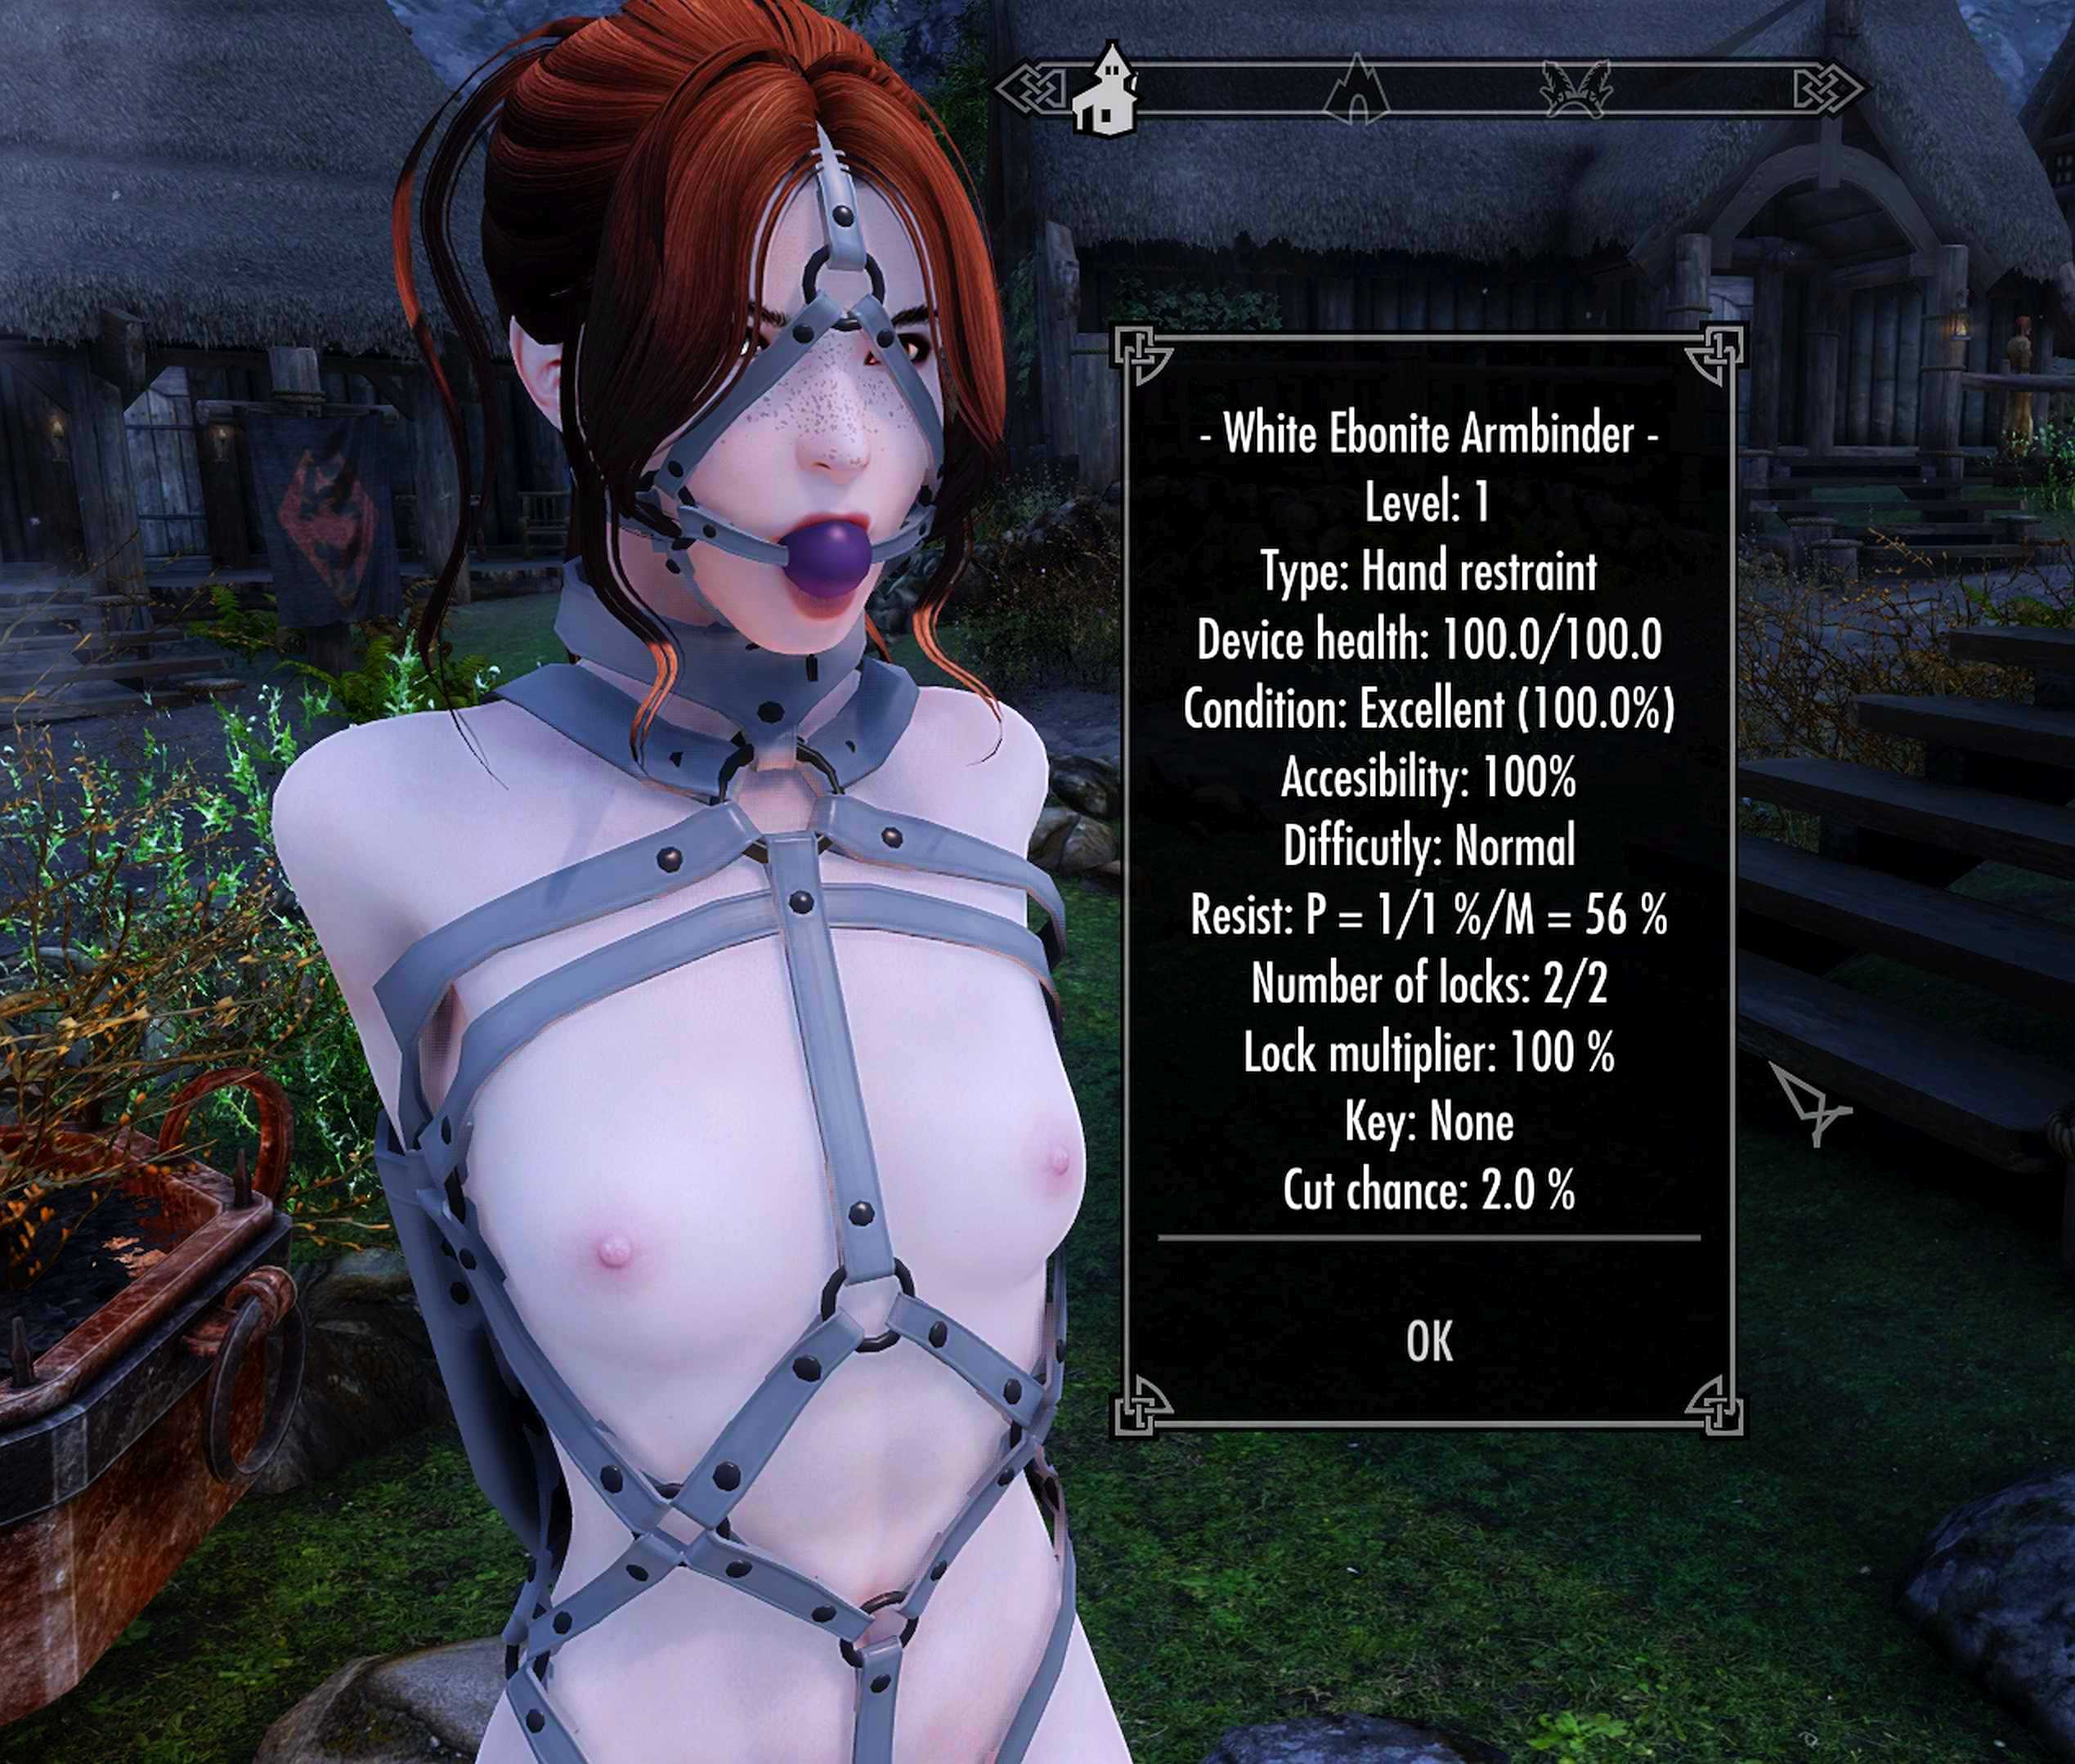 - White Ebonite Armbinder -
Level: 1
Type: Hand restraint
Device health: 100.0/100.0
Condition: Excellent (100.0%)
Accesibility: 100%
Difficutly: Normal
Resist: P = 1/1 %/M = 56 %
Number of locks: 2/2
Lock multiplier: 100 %
Key: None
Cut chance: 2.0 %
OK